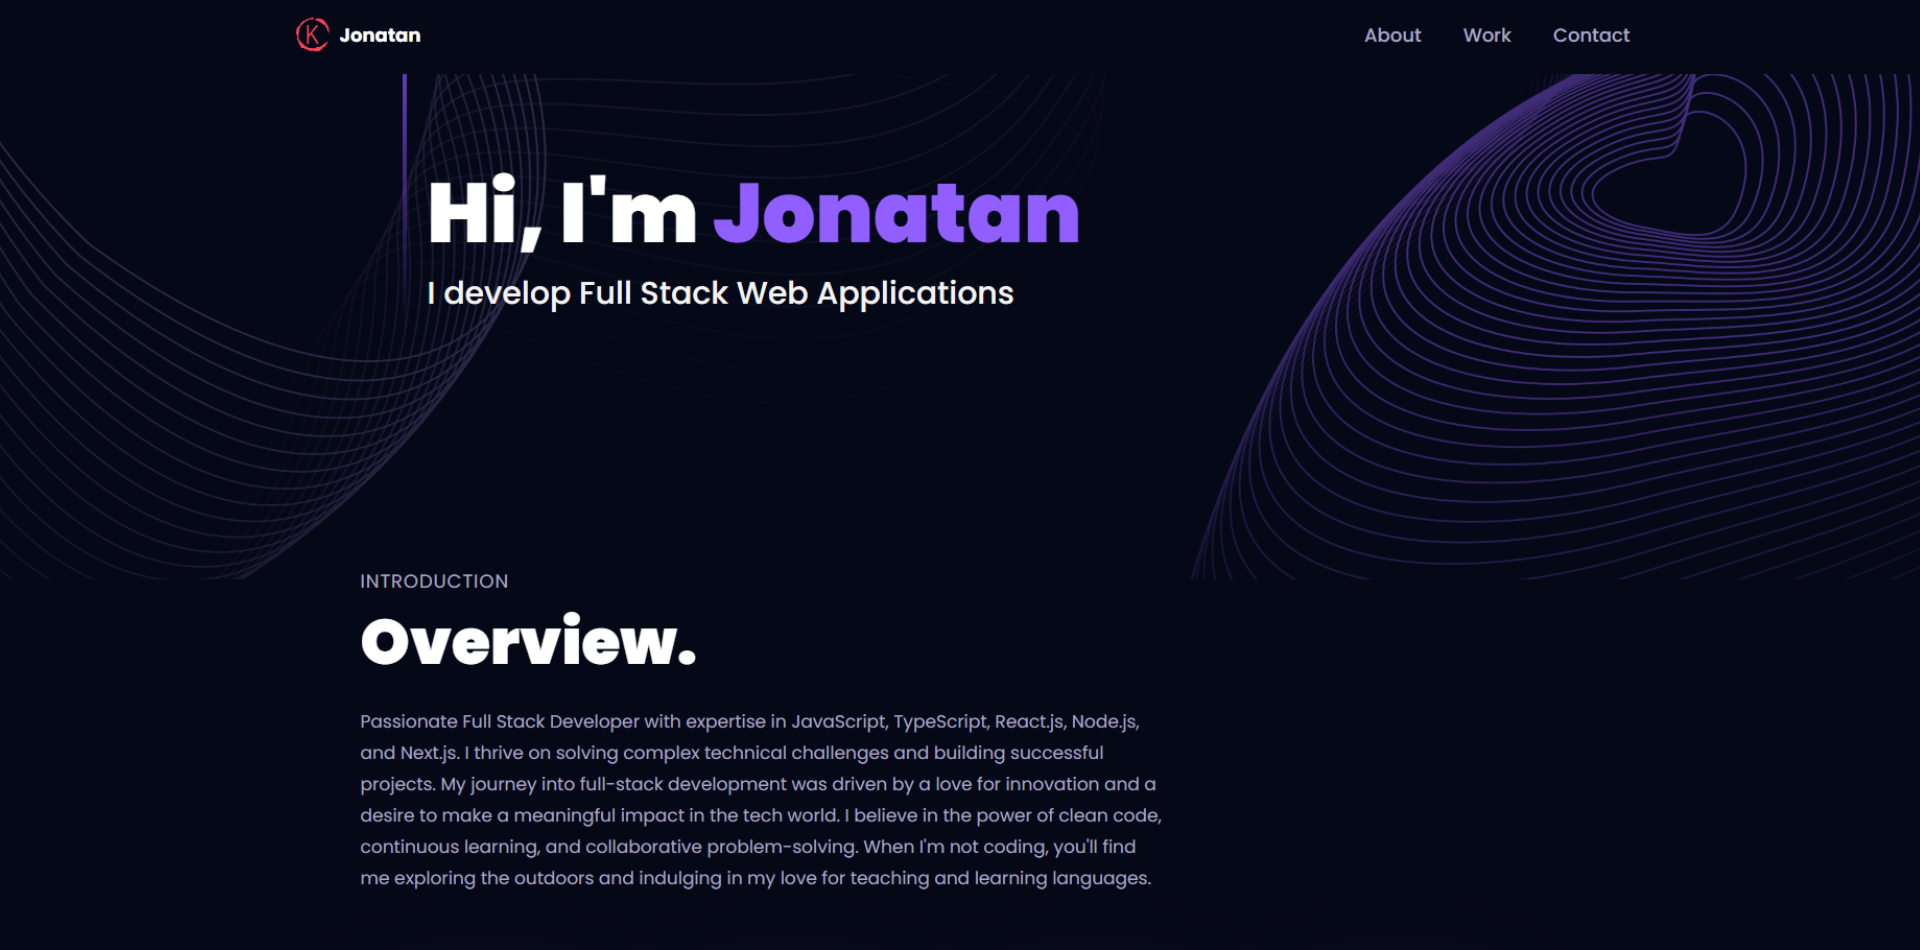 K Jonatan
About Work Contact
Hi, I'm Jonatan
I develop Full Stack Web Applications
INTRODUCTION
Overview.
Passionate Full Stack Developer with expertise in JavaScript, TypeScript, React.js, Node.js,
and Next.js. I thrive on solving complex technical challenges and building successful
projects. My journey into full-stack development was driven by a love for innovation and a
desire to make a meaningful impact in the tech world. I believe in the power of clean code,
continuous learning, and collaborative problem-solving. When I'm not coding, you'll find
me exploring the outdoors and indulging in my love for teaching and learning languages.